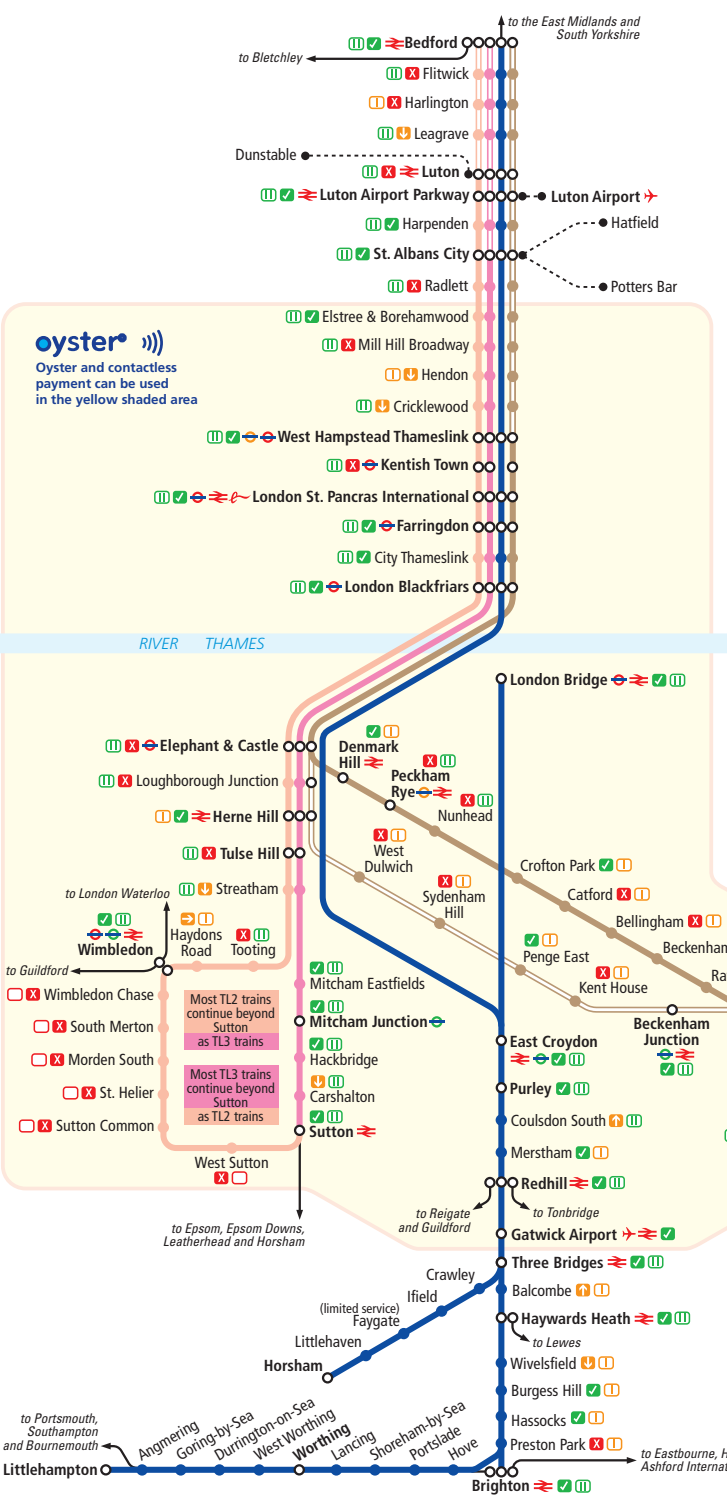 to the East Midlands and
South Yorkshire
Bedford
to Bletchley
Flitwick
Harlington
Leagrave
Dunstable
Luton
Luton Airport Parkway
Luton Airport
Harpenden
Hatfield
St. Albans City
Radlett
Potters Bar
Elstree & Borehamwood
oyster
Oyster and contactless
payment can be used
in the yellow shaded area
Mill Hill Broadway
Hendon
Cricklewood
West Hampstead Thameslink
Kentish Town
London St. Pancras International
Farringdon
City Thameslink
London Blackfriars
RIVER THAMES
London Bridge
Elephant & Castle
Denmark
Hill
Loughborough Junction
Peckham
Rye
Nunhead
Herne Hill
West
Dulwich
Tulse Hill
Crofton Park
Streatham
Sydenham
Hill
Catford
to London Waterloo
Bellingham
Wimbledon
Haydons
Road
Tooting
Penge East
Beckenham
to Guildford
Kent House
Ra
Mitcham Eastfields
Wimbledon Chase
Most TL2 trains
continue beyond
Sutton
as TL3 trains
Mitcham Junction
Beckenham
Junction
South Merton
East Croydon
Morden South
Hackbridge
Most TL3 trains
continue beyond
Sutton
as TL2 trains
St. Helier
Carshalton
Purley
Sutton Common
Sutton
Coulsdon South
West Sutton
Merstham
Redhill
to Reigate
and Guildford
to Tonbridge
to Epsom, Epsom Downs,
Leatherhead and Horsham
Gatwick Airport
Three Bridges
Crawley
Balcombe
Ifield
(limited service)
Faygate
Haywards Heath
Littlehaven
to Lewes
Horsham
Wivelsfield
Burgess Hill
Hassocks
Preston Park
to Portsmouth,
Southampton
and Bournemouth
Littlehampton
Angmering
Goring-by-Sea
Durrington-on-Sea
West Worthing
Worthing
Lancing
Shoreham-by-Sea
Portslade
Hove
Brighton
to Eastbourne, H
Ashford Internat